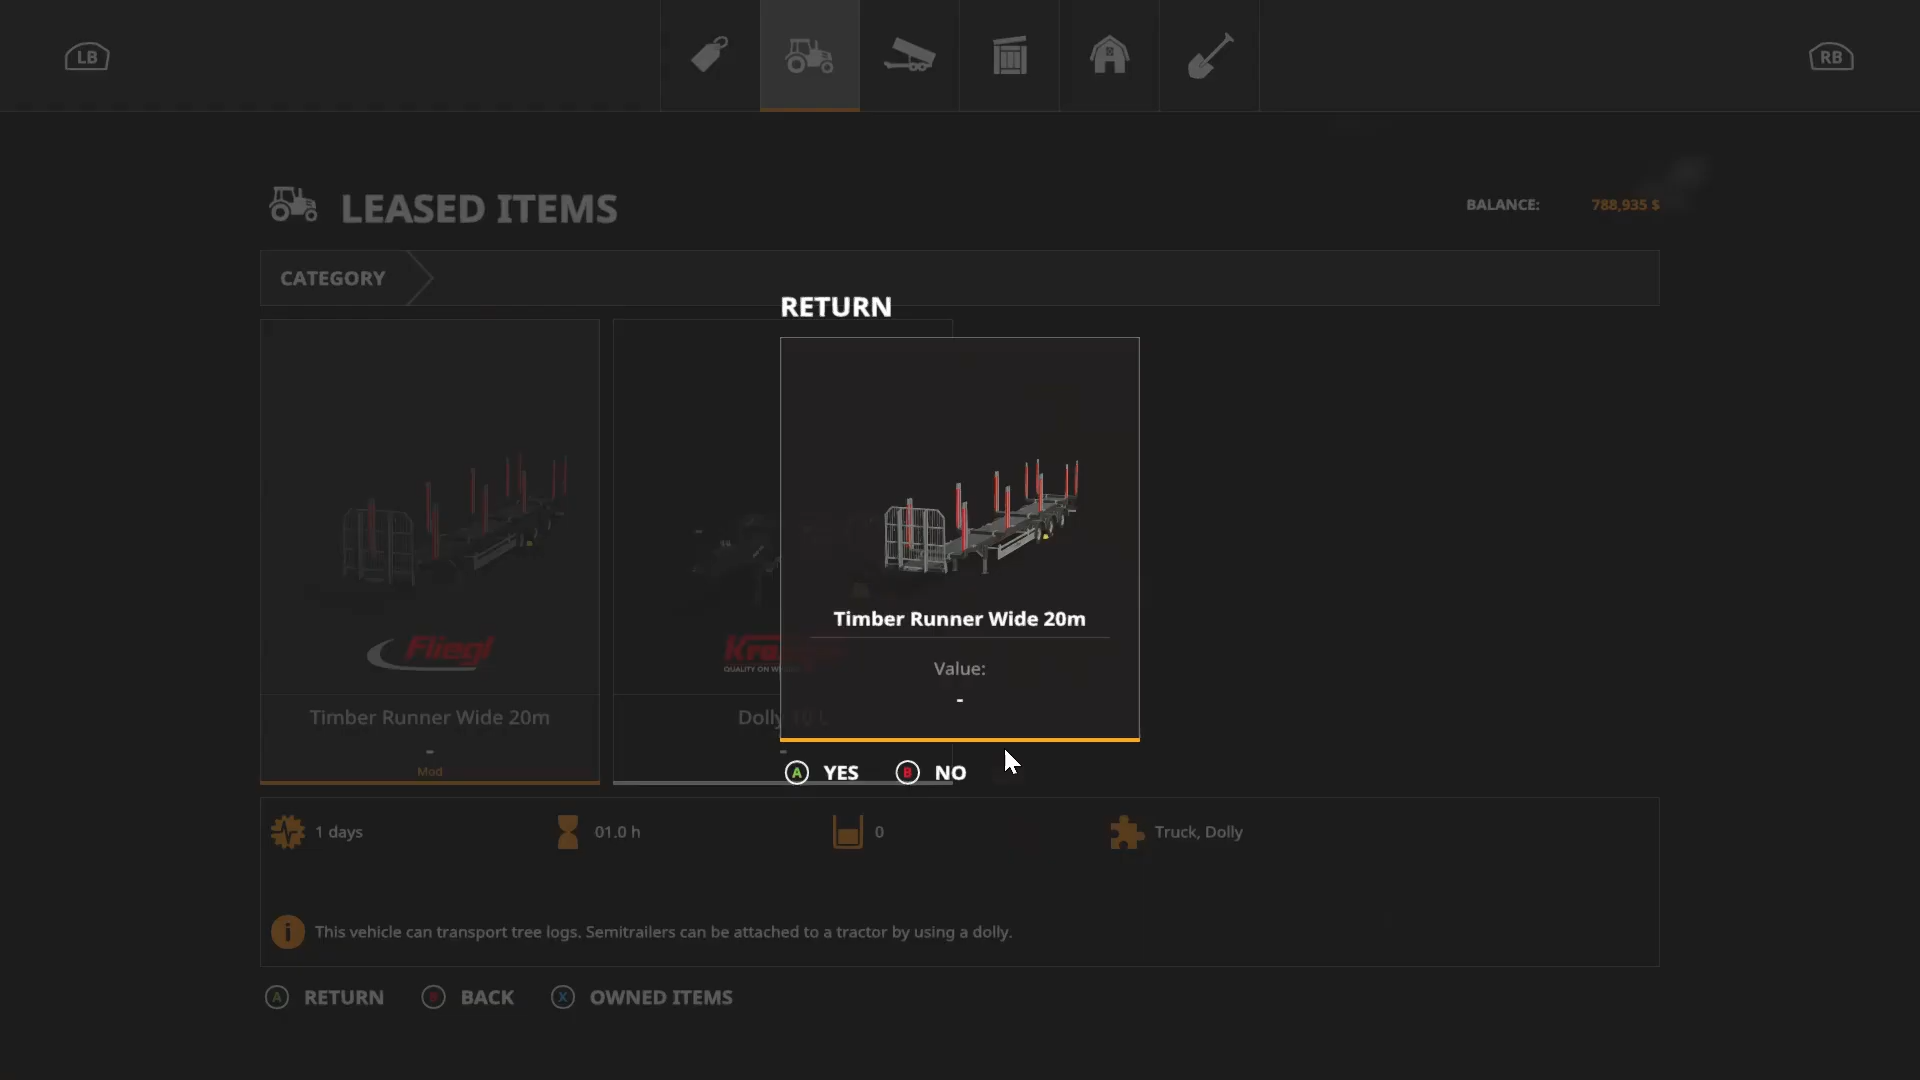 LB
RB
LEASED ITEMS
BALANCE: 788,935 $
CATEGORY
RETURN
Timber Runner Wide 20m
Value:
-
A YES B NO
Fliegl
Timber Runner Wide 20m
-
Mod
QUALITY ON
Dolly
-
1 days 01.0 h 0 Truck, Dolly
This vehicle can transport tree logs. Semitrailers can be attached to a tractor by using a dolly.
A RETURN B BACK X OWNED ITEMS